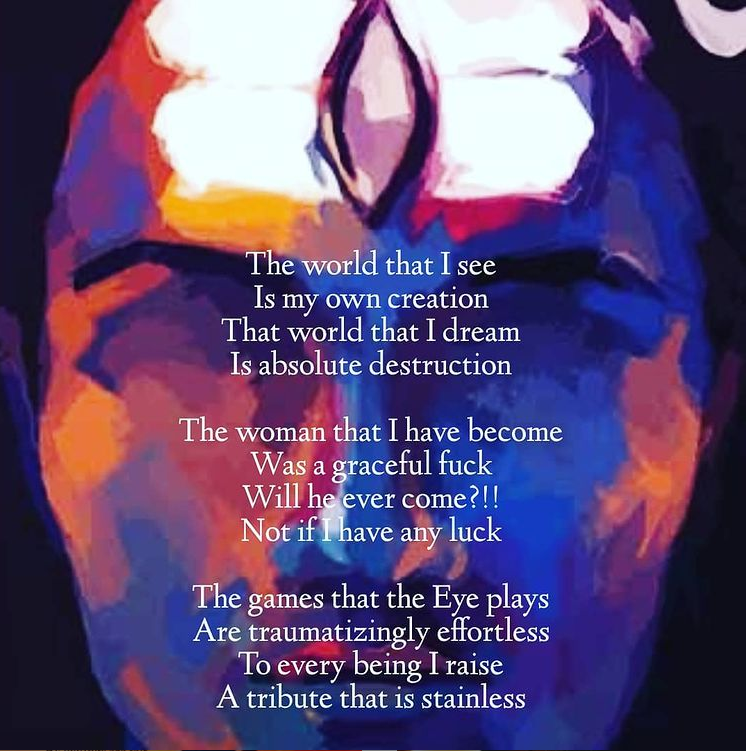 The world that I see
Is my own creation
That world that I dream
Is absolute destruction
The woman that I have become
Was a graceful fuck
Will he ever come?!!
Not if I have any luck
The games that the Eye plays
Are traumatizingly effortless
To every being I raise
A tribute that is stainless